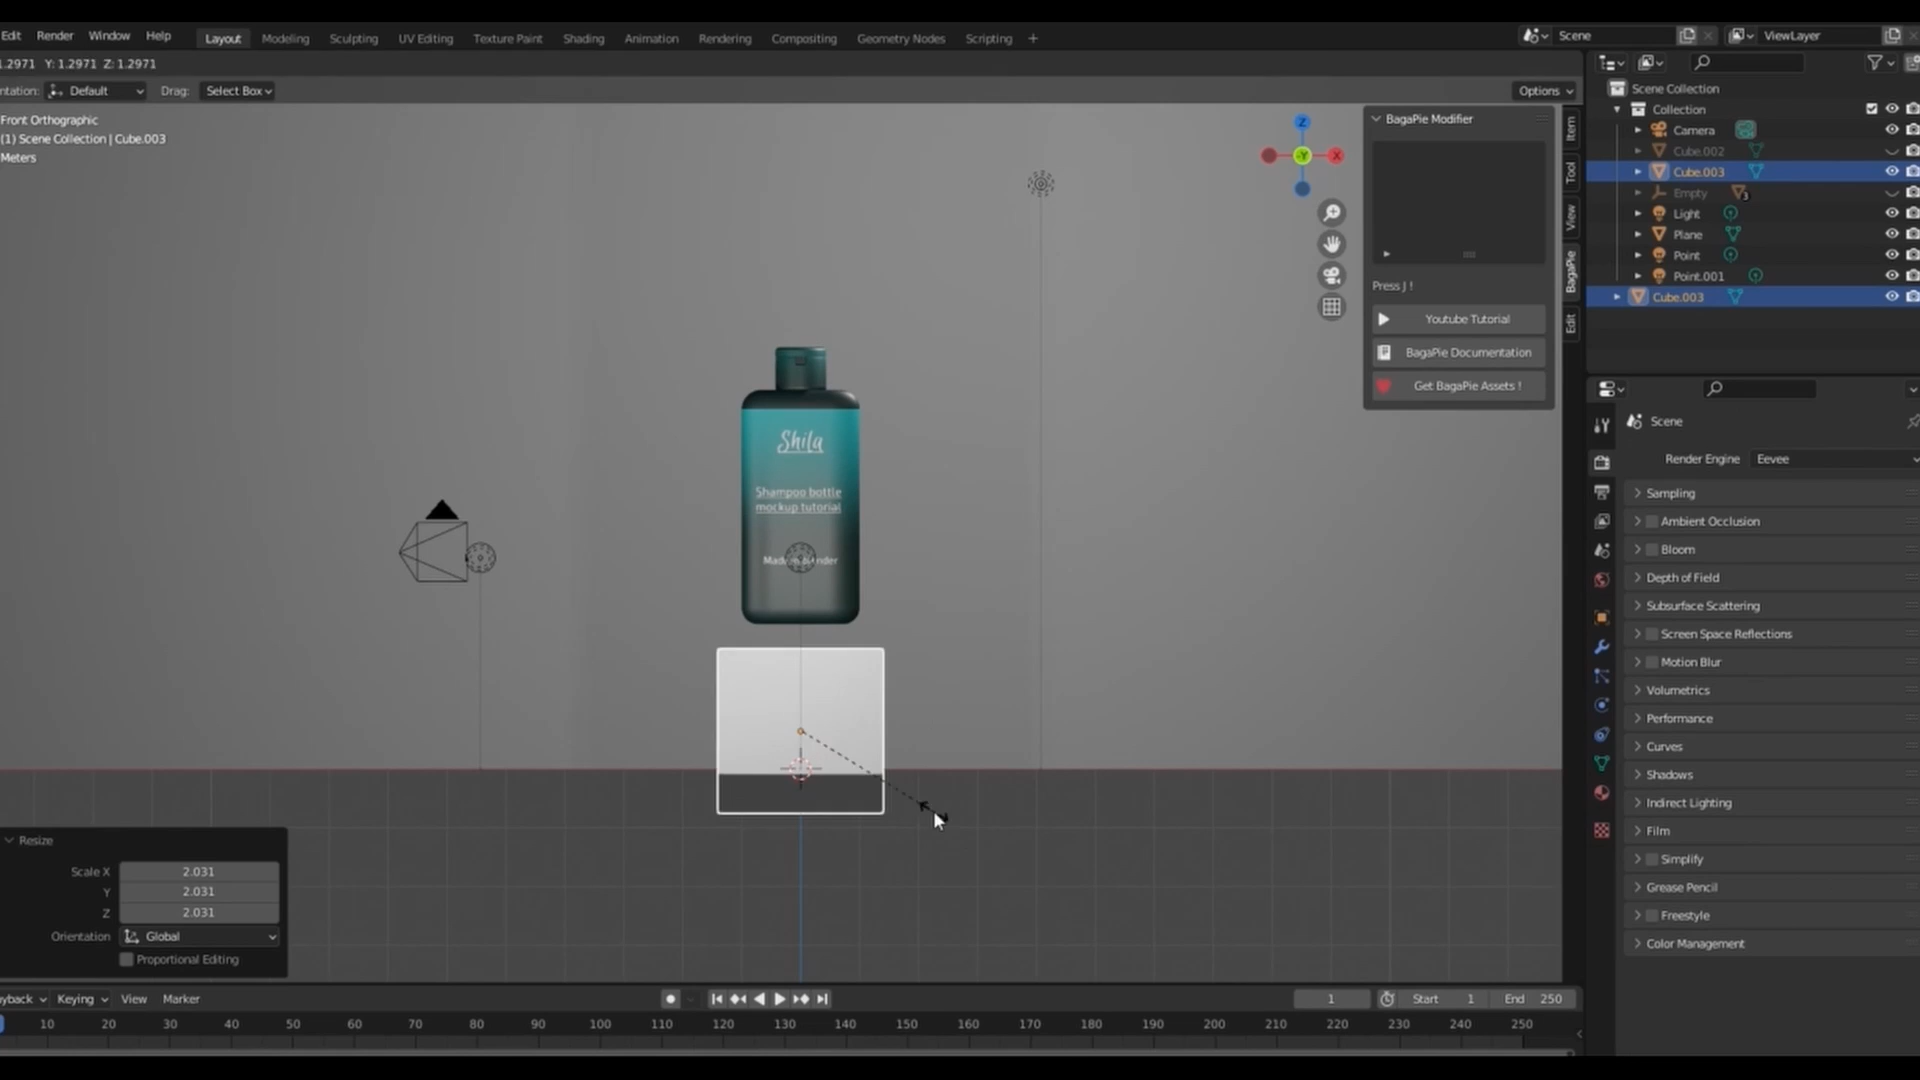 Edit Render Window Help Layout Modeling Sculpting UV Editing Texture Paint Shading Animation Rendering Compositing Geometry Nodes Scripting + Scene ViewLayer
1.2971 Y: 1.2971 Z: 1.2971
Default Drag: Select Box Options
Front Orthographic
(1) Scene Collection | Cube.003
Meters
Z
-Y
X
BagaPie Modifier
Press J !
Youtube Tutorial
BagaPie Documentation
Get BagaPie Assets !
Item
Tool
View
BagaPie
Edit
Shila
Shampoo bottle
mockup tutorial
Scene Collection
Collection
Camera
Cube.002
Cube.003
Empty
3
Light
Plane
Point
Point.001
Cube.003
Scene
Render Engine Eevee
Sampling
Ambient Occlusion
Bloom
Depth of Field
Subsurface Scattering
Screen Space Reflections
Motion Blur
Volumetrics
Performance
Curves
Shadows
Indirect Lighting
Film
Simplify
Grease Pencil
Freestyle
Color Management
Resize
Scale X 2.031
Y 2.031
Z 2.031
Orientation Global
Proportional Editing
Keying View Marker 1 Start 1 End 250
10 20 30 40 50 60 70 80 90 100 110 120 130 140 150 160 170 180 190 200 210 220 230 240 250